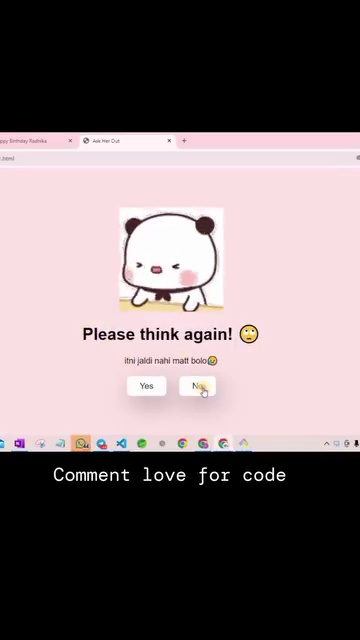 ppy Birthday Radhika
Ask Her Out
.html
Please think again! 🙄
itni jaldi nahi matt bolo🥹
Yes
No
Comment love for code